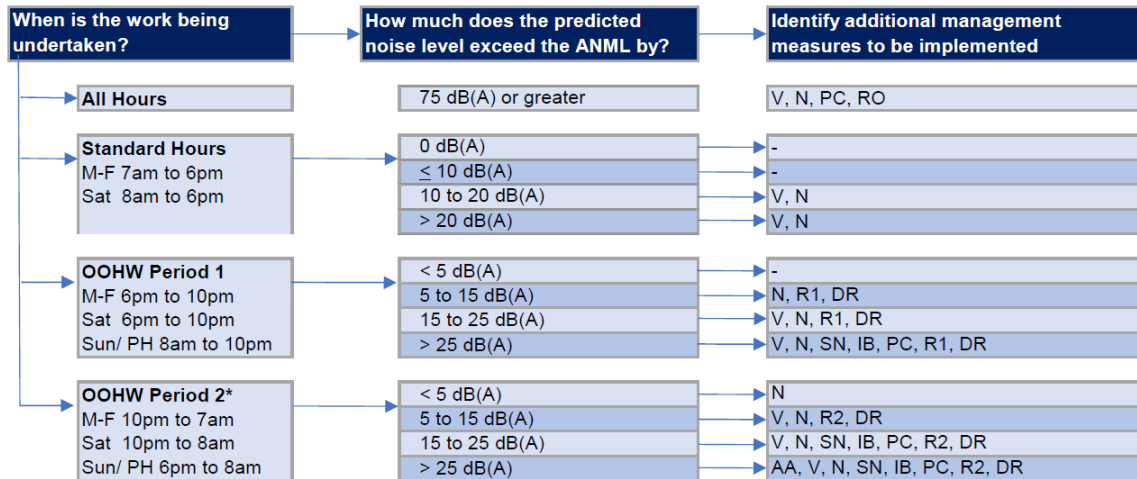 When is the work being
undertaken?
How much does the predicted
noise level exceed the ANML by?
Identify additional management
measures to be implemented
All Hours
75 dB(A) or greater
V, N, PC, RO
Standard Hours
M-F 7am to 6pm
Sat 8am to 6pm
0 dB(A)
-
≤ 10 dB(A)
-
10 to 20 dB(A)
V, N
> 20 dB(A)
V, N
OOHW Period 1
M-F 6pm to 10pm
Sat 6pm to 10pm
Sun/ PH 8am to 10pm
< 5 dB(A)
-
5 to 15 dB(A)
N, R1, DR
15 to 25 dB(A)
V, N, R1, DR
> 25 dB(A)
V, N, SN, IB, PC, R1, DR
OOHW Period 2*
M-F 10pm to 7am
Sat 10pm to 8am
Sun/ PH 6pm to 8am
< 5 dB(A)
N
5 to 15 dB(A)
V, N, R2, DR
15 to 25 dB(A)
V, N, SN, IB, PC, R2, DR
> 25 dB(A)
AA, V, N, SN, IB, PC, R2, DR